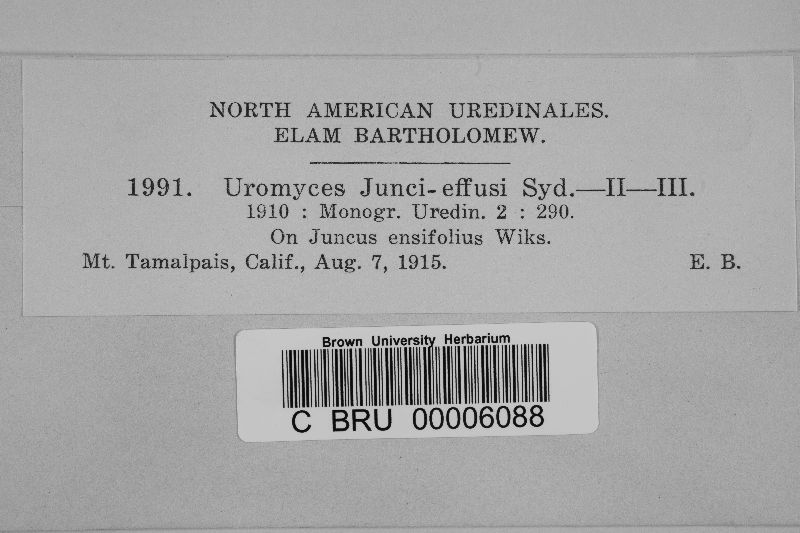 NORTH AMERICAN UREDINALES.
ELAM BARTHOLOMEW.
1991. Uromyces Junci-effusi Syd.—II—III.
1910 : Monogr. Uredin. 2 : 290.
On Juncus ensifolius Wiks.
Mt. Tamalpais, Calif., Aug. 7, 1915. E. B.
Brown University Herbarium
C BRU 00006088